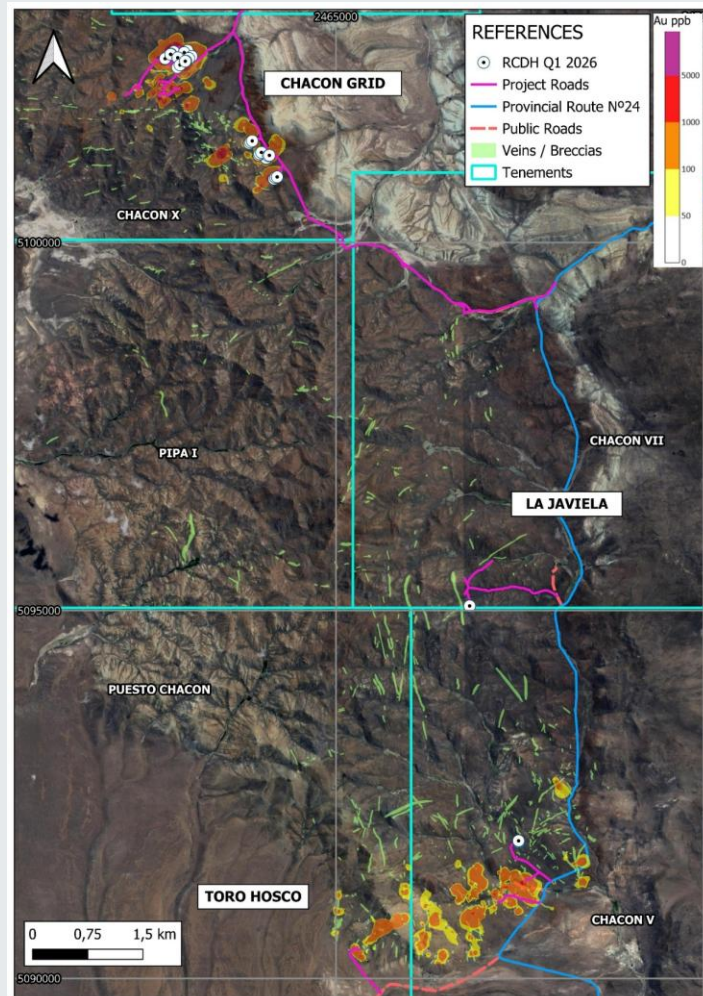 2465000
Au ppb
REFERENCES
RCDH Q1 2026
Project Roads
Provincial Route Nº24
Public Roads
Veins / Breccias
Tenements
5000
1000
100
50
0
CHACON GRID
CHACON X
5100000
CHACON VII
PIPA I
LA JAVIELA
5095000
PUESTO CHACON
TORO HOSCO
CHACON V
0 0,75 1,5 km
5090000